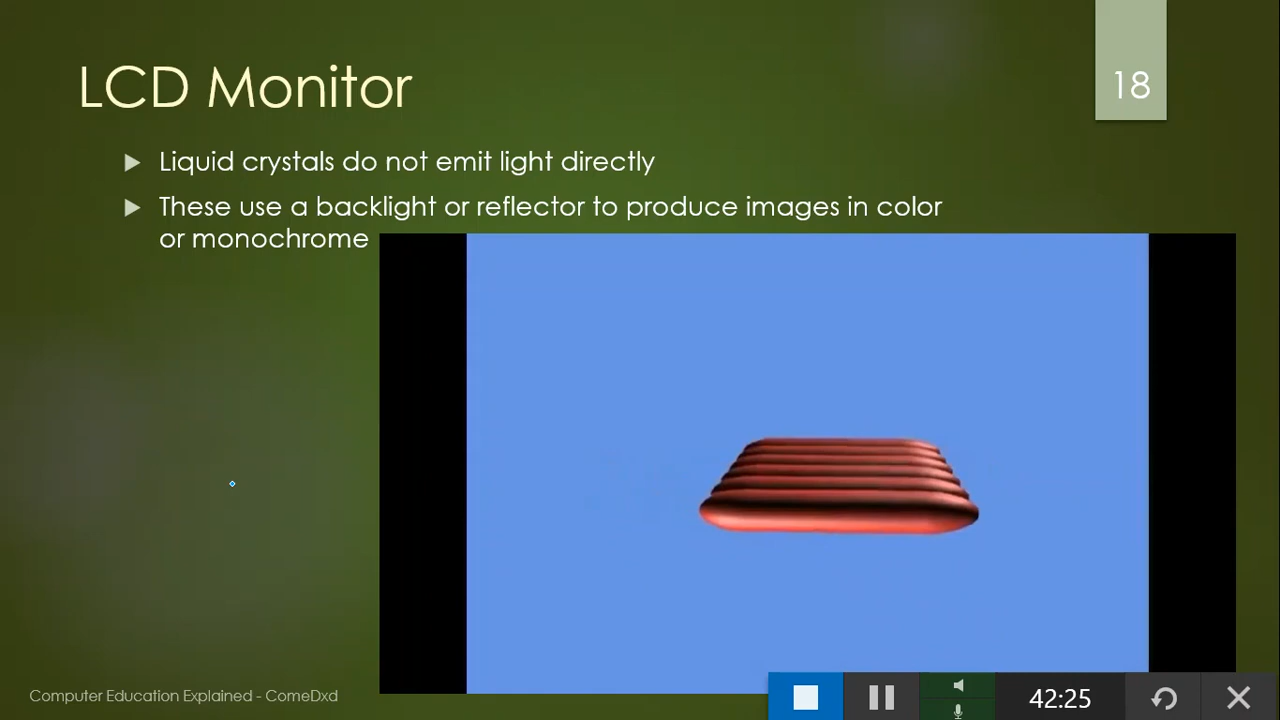 LCD Monitor
18
Liquid crystals do not emit light directly
These use a backlight or reflector to produce images in color
or monochrome
Computer Education Explained - ComeDxd
42:25